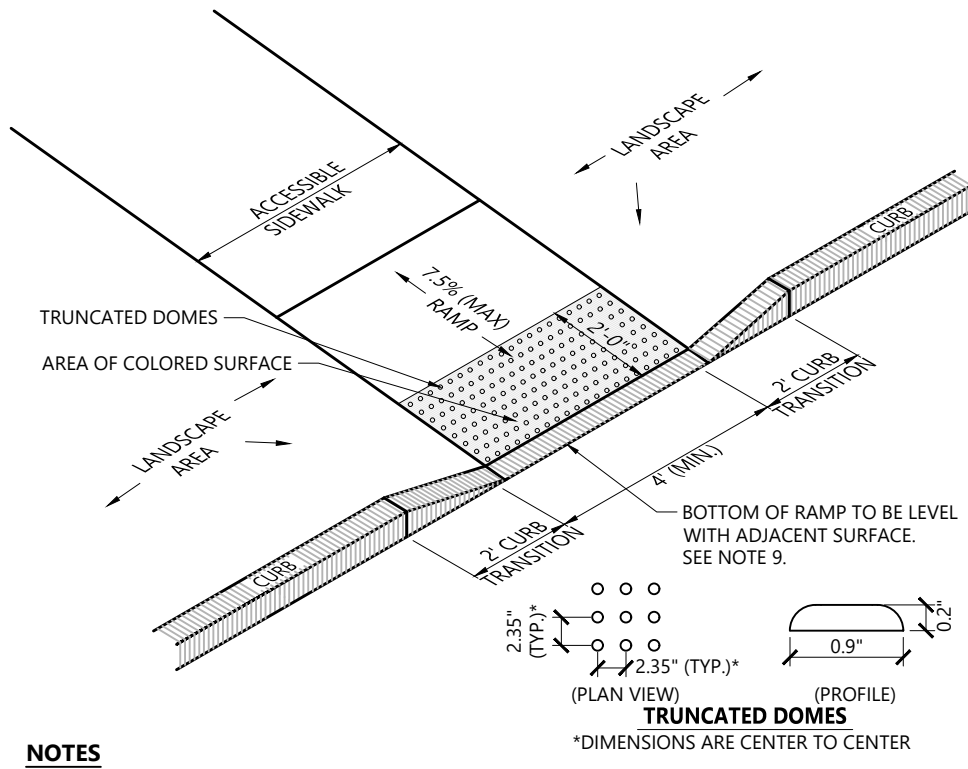 LANDSCAPE
AREA
ACCESSIBLE
SIDEWALK
CURB
7.5% (MAX)
RAMP
TRUNCATED DOMES
2'-0"
AREA OF COLORED SURFACE
2' CURB
TRANSITION
LANDSCAPE
AREA
4' (MIN.)
BOTTOM OF RAMP TO BE LEVEL
WITH ADJACENT SURFACE.
SEE NOTE 9.
2' CURB
TRANSITION
CURB
2.35"
(TYP.)*
2.35" (TYP.)*
0.2"
0.9"
(PLAN VIEW)
(PROFILE)
TRUNCATED DOMES
*DIMENSIONS ARE CENTER TO CENTER
NOTES